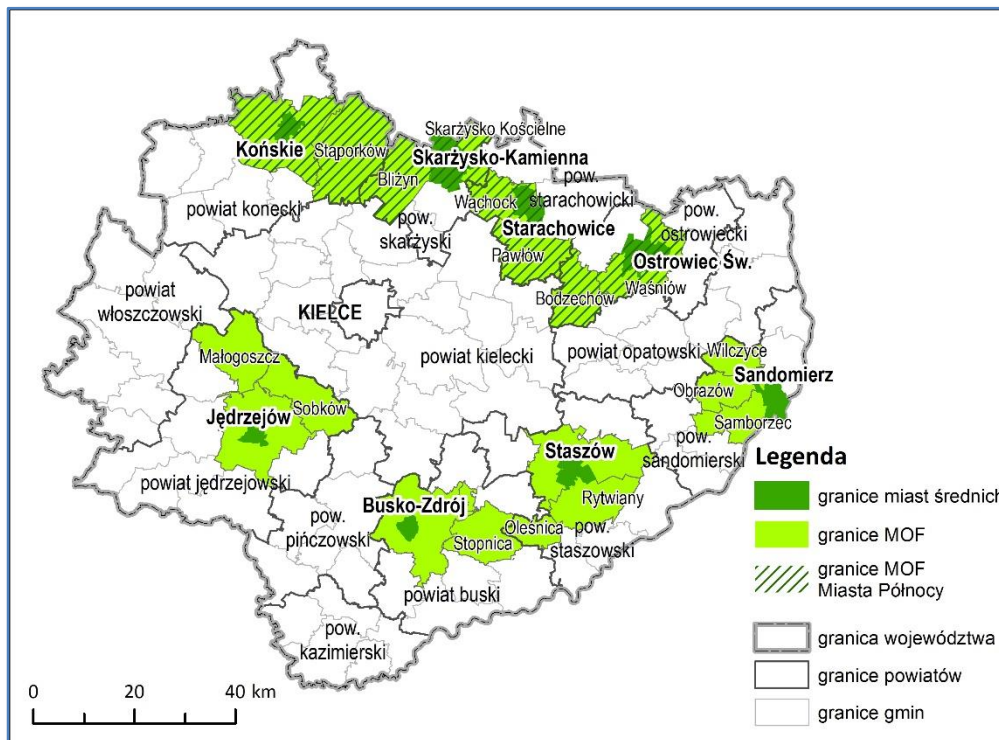 Skarżysko Kościelne
Końskie
Stąporków
Skarżysko-Kamienna
Bliżyn
pow.
starachowicki
Wąchock
powiat konecki
pow.
skarżyski
Starachowice
pow.
ostrowiecki
Pawłów
Ostrowiec Św.
Waśniów
Bodzechów
powiat
włoszczowski
KIELCE
powiat kielecki
powiat opatowski
Wilczyce
Sandomierz
Małogoszcz
Obrazów
Jędrzejów
Sobków
Samborzec
Staszów
pow.
sandomierski
powiat jędrzejowski
Busko-Zdrój
Rytwiany
pow.
pińczowski
Oleśnica
Stopnica
pow.
staszowski
powiat buski
pow.
kazimierski
0 20 40 km
Legenda
granice miast średnich
granice MOF
granice MOF
Miasta Północy
granica województwa
granice powiatów
granice gmin